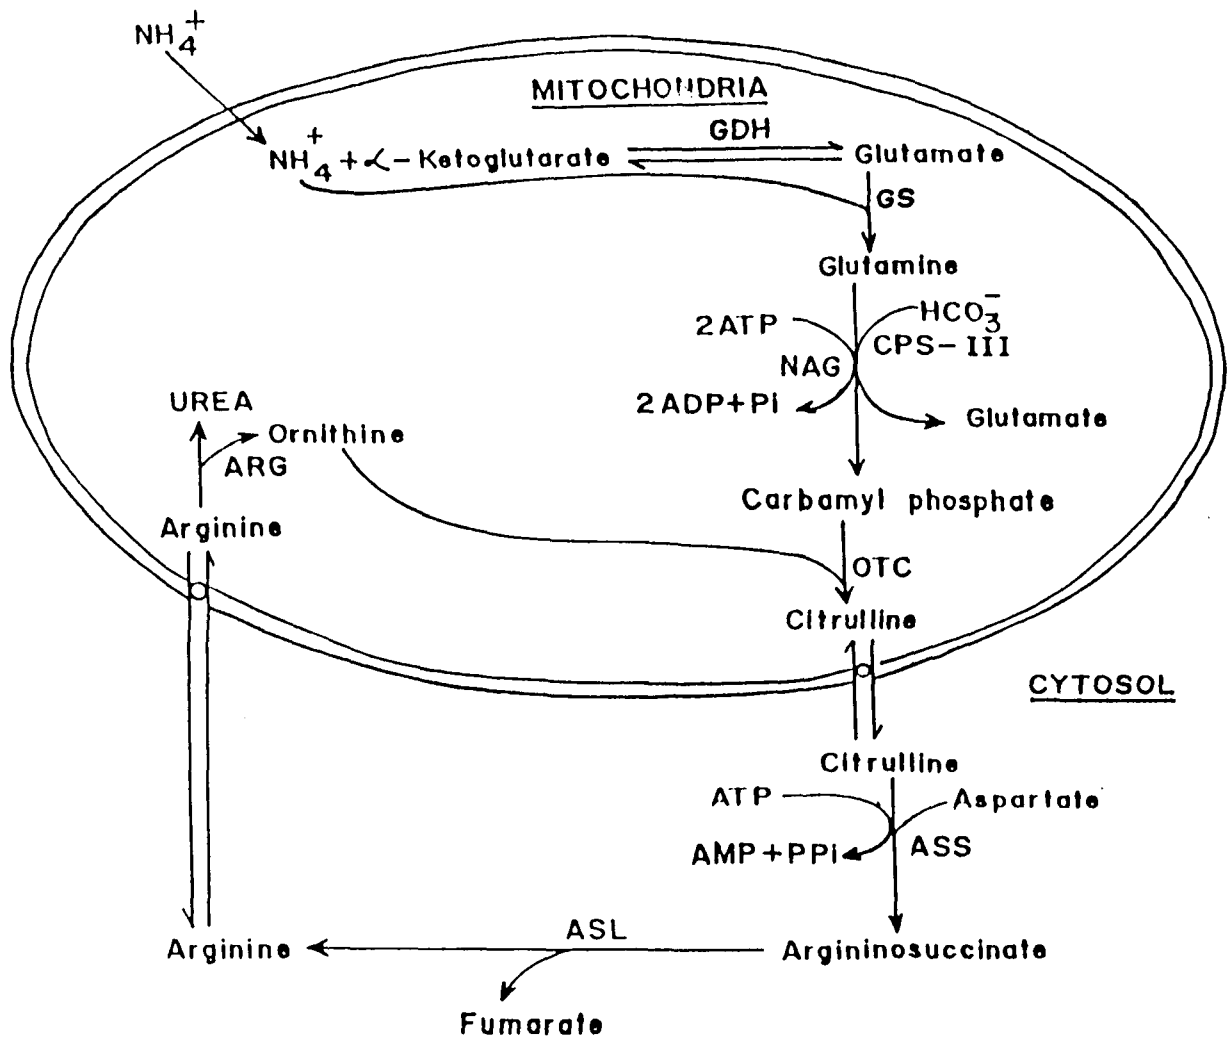 NH4+
MITOCHONDRIA
GDH
NH4+ + α-Ketoglutarate
Glutamate
GS
Glutamine
2ATP
HCO3−
CPS-III
NAG
2ADP+Pi
Glutamate
UREA
Ornithine
ARG
Arginine
Carbamyl phosphate
OTC
Citrulline
CYTOSOL
Citrulline
ATP
Aspartate
AMP+PPi
ASS
ASL
Arginine
Argininosuccinate
Fumarate